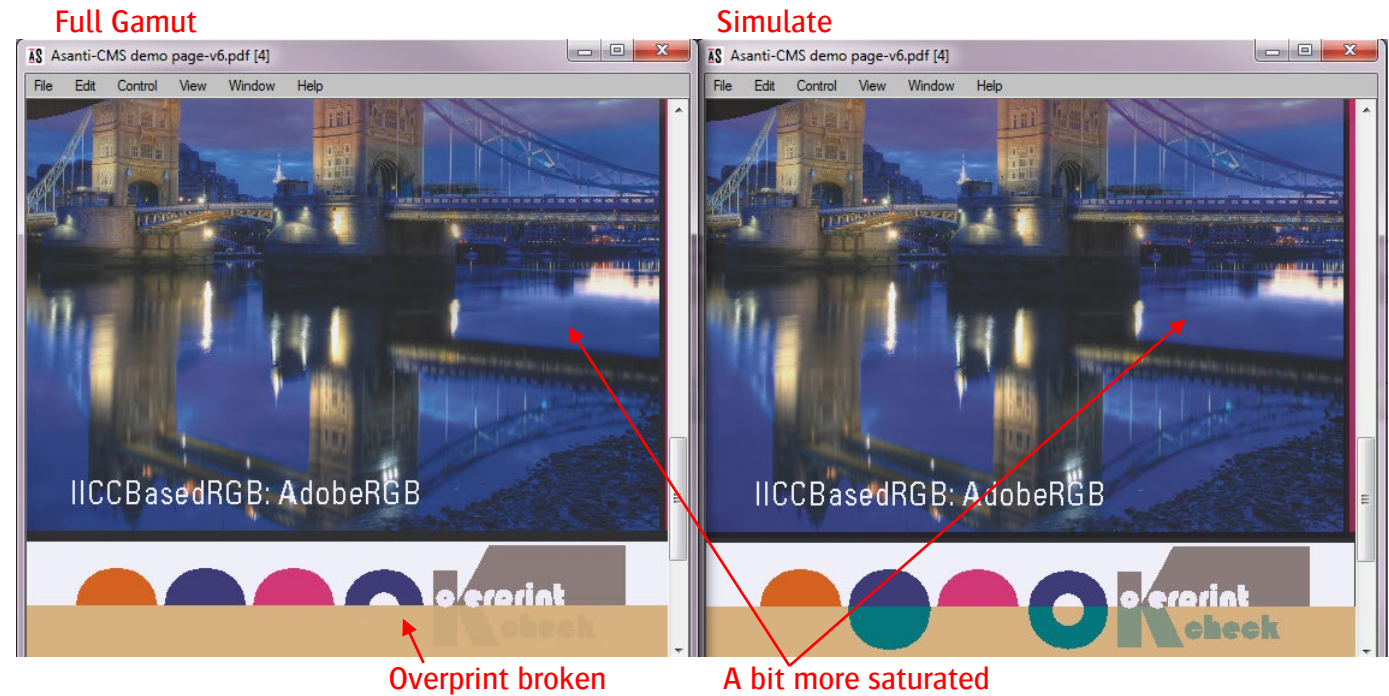 Full Gamut
Simulate
AS Asanti-CMS demo page-v6.pdf [4]
File Edit Control View Window Help
IICCBasedRGB: AdobeRGB
overprint
check
AS Asanti-CMS demo page-v6.pdf [4]
File Edit Control View Window Help
IICCBasedRGB: AdobeRGB
overprint
check
Overprint broken
A bit more saturated